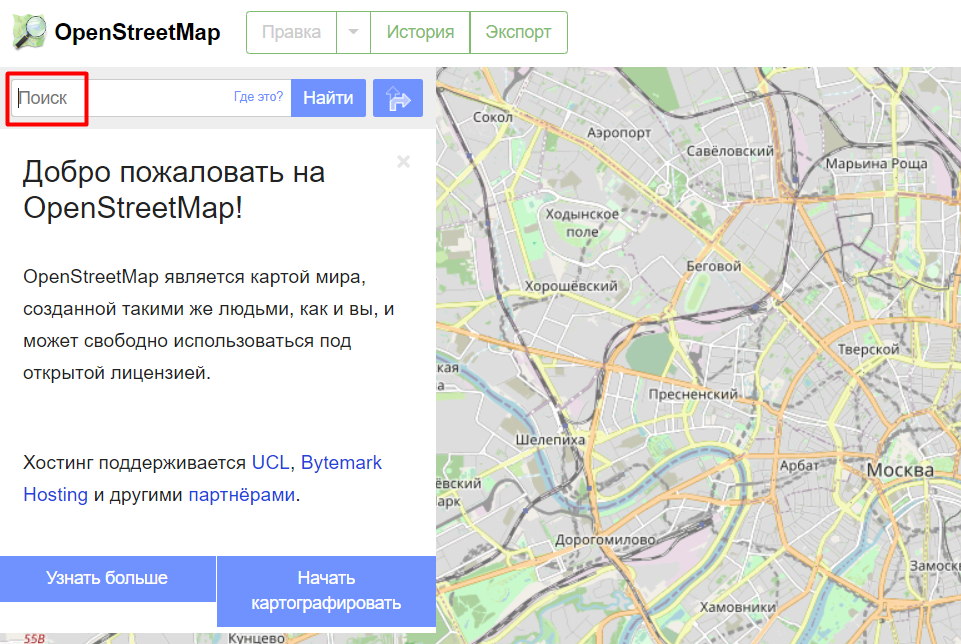 OpenStreetMap
Правка
История
Экспорт
Поиск
Где это?
Найти
Добро пожаловать на
OpenStreetMap!
OpenStreetMap является картой мира,
созданной такими же людьми, как и вы, и
может свободно использоваться под
открытой лицензией.
Хостинг поддерживается UCL, Bytemark
Hosting и другими партнёрами.
Узнать больше
Начать
картографировать
Сокол
Аэропорт
Савёловский
Марьина Роща
Ходынское
поле
Беговой
Хорошёвский
Тверской
кая
а
Пресненский
Шелепиха
Арбат
Москва
ёвский
арк
Дорогомилово
Замоск
Хамовники
55В
Кунцево